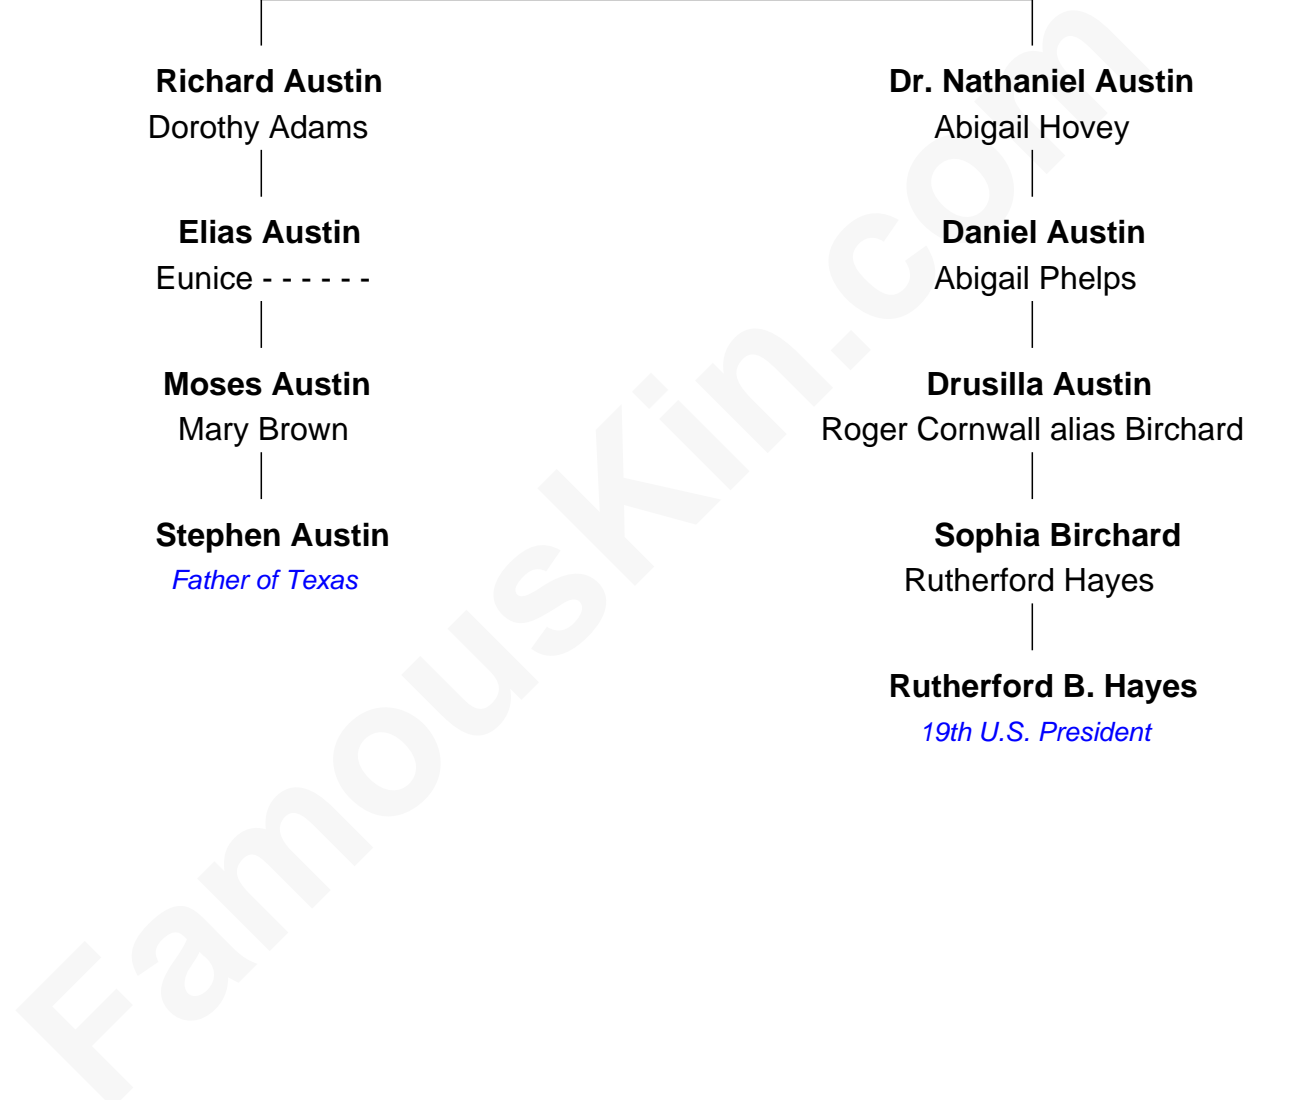 Richard Austin
Dorothy Adams
Elias Austin
Eunice - - - - - -
Moses Austin
Mary Brown
Stephen Austin
Father of Texas
Dr. Nathaniel Austin
Abigail Hovey
Daniel Austin
Abigail Phelps
Drusilla Austin
Roger Cornwall alias Birchard
Sophia Birchard
Rutherford Hayes
Rutherford B. Hayes
19th U.S. President
FamousKin.com